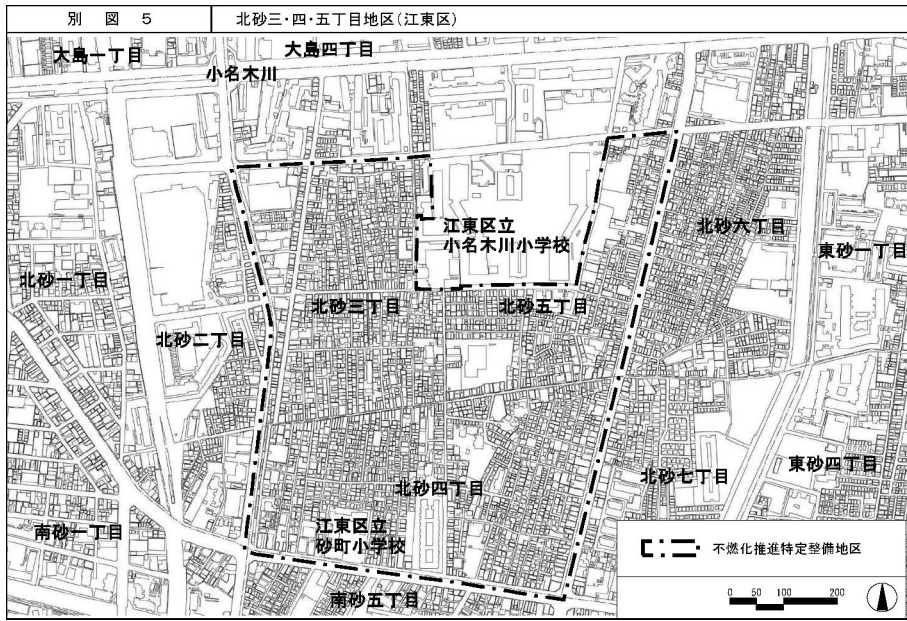 別 図 5
北砂三・四・五丁目地区(江東区)
大島一丁目
大島四丁目
小名木川
江東区立
小名木川小学校
北砂六丁目
東砂一丁目
北砂一丁目
北砂三丁目
北砂五丁目
北砂二丁目
北砂四丁目
北砂七丁目
東砂四丁目
南砂一丁目
江東区立
砂町小学校
南砂五丁目
不燃化推進特定整備地区
0 50 100 200